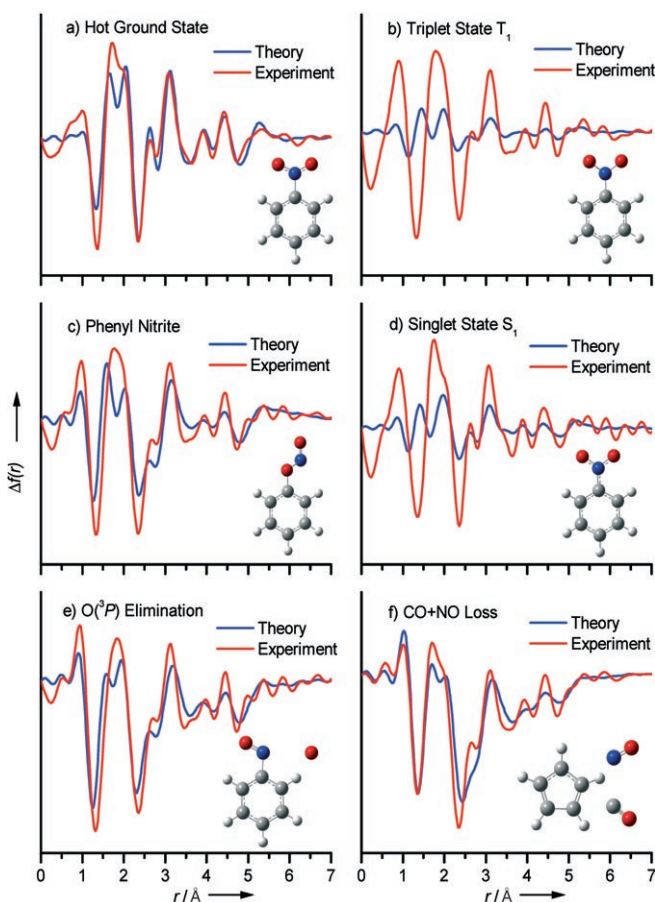 a) Hot Ground State
Theory
Experiment
b) Triplet State T₁
Theory
Experiment
c) Phenyl Nitrite
Theory
Experiment
d) Singlet State S₁
Theory
Experiment
Δf(r)
e) O(³P) Elimination
Theory
Experiment
f) CO+NO Loss
Theory
Experiment
0 1 2 3 4 5 6 7
0 1 2 3 4 5 6 7
r / Å
r / Å